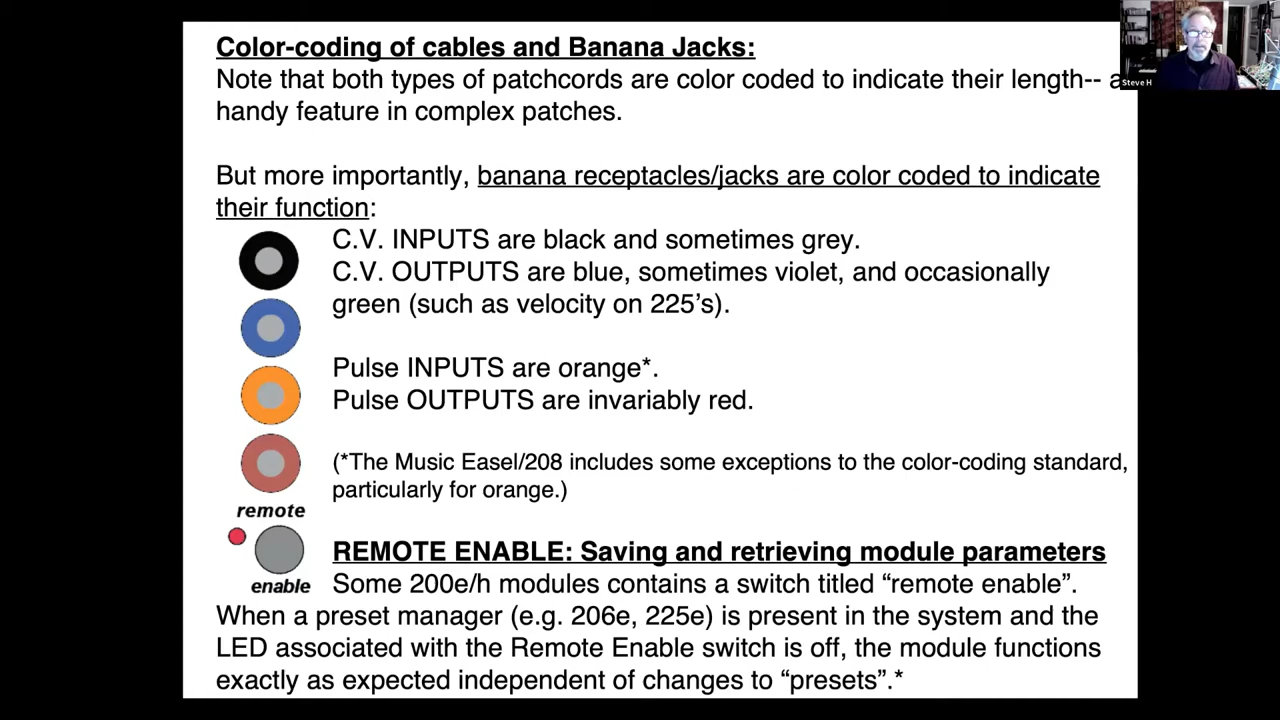 Color-coding of cables and Banana Jacks:
Note that both types of patchcords are color coded to indicate their length-- a
handy feature in complex patches.
But more importantly, banana receptacles/jacks are color coded to indicate
their function:
C.V. INPUTS are black and sometimes grey.
C.V. OUTPUTS are blue, sometimes violet, and occasionally
green (such as velocity on 225’s).
Pulse INPUTS are orange*.
Pulse OUTPUTS are invariably red.
(*The Music Easel/208 includes some exceptions to the color-coding standard,
particularly for orange.)
remote
enable
REMOTE ENABLE: Saving and retrieving module parameters
Some 200e/h modules contains a switch titled “remote enable”.
When a preset manager (e.g. 206e, 225e) is present in the system and the
LED associated with the Remote Enable switch is off, the module functions
exactly as expected independent of changes to “presets”.*
Steve H